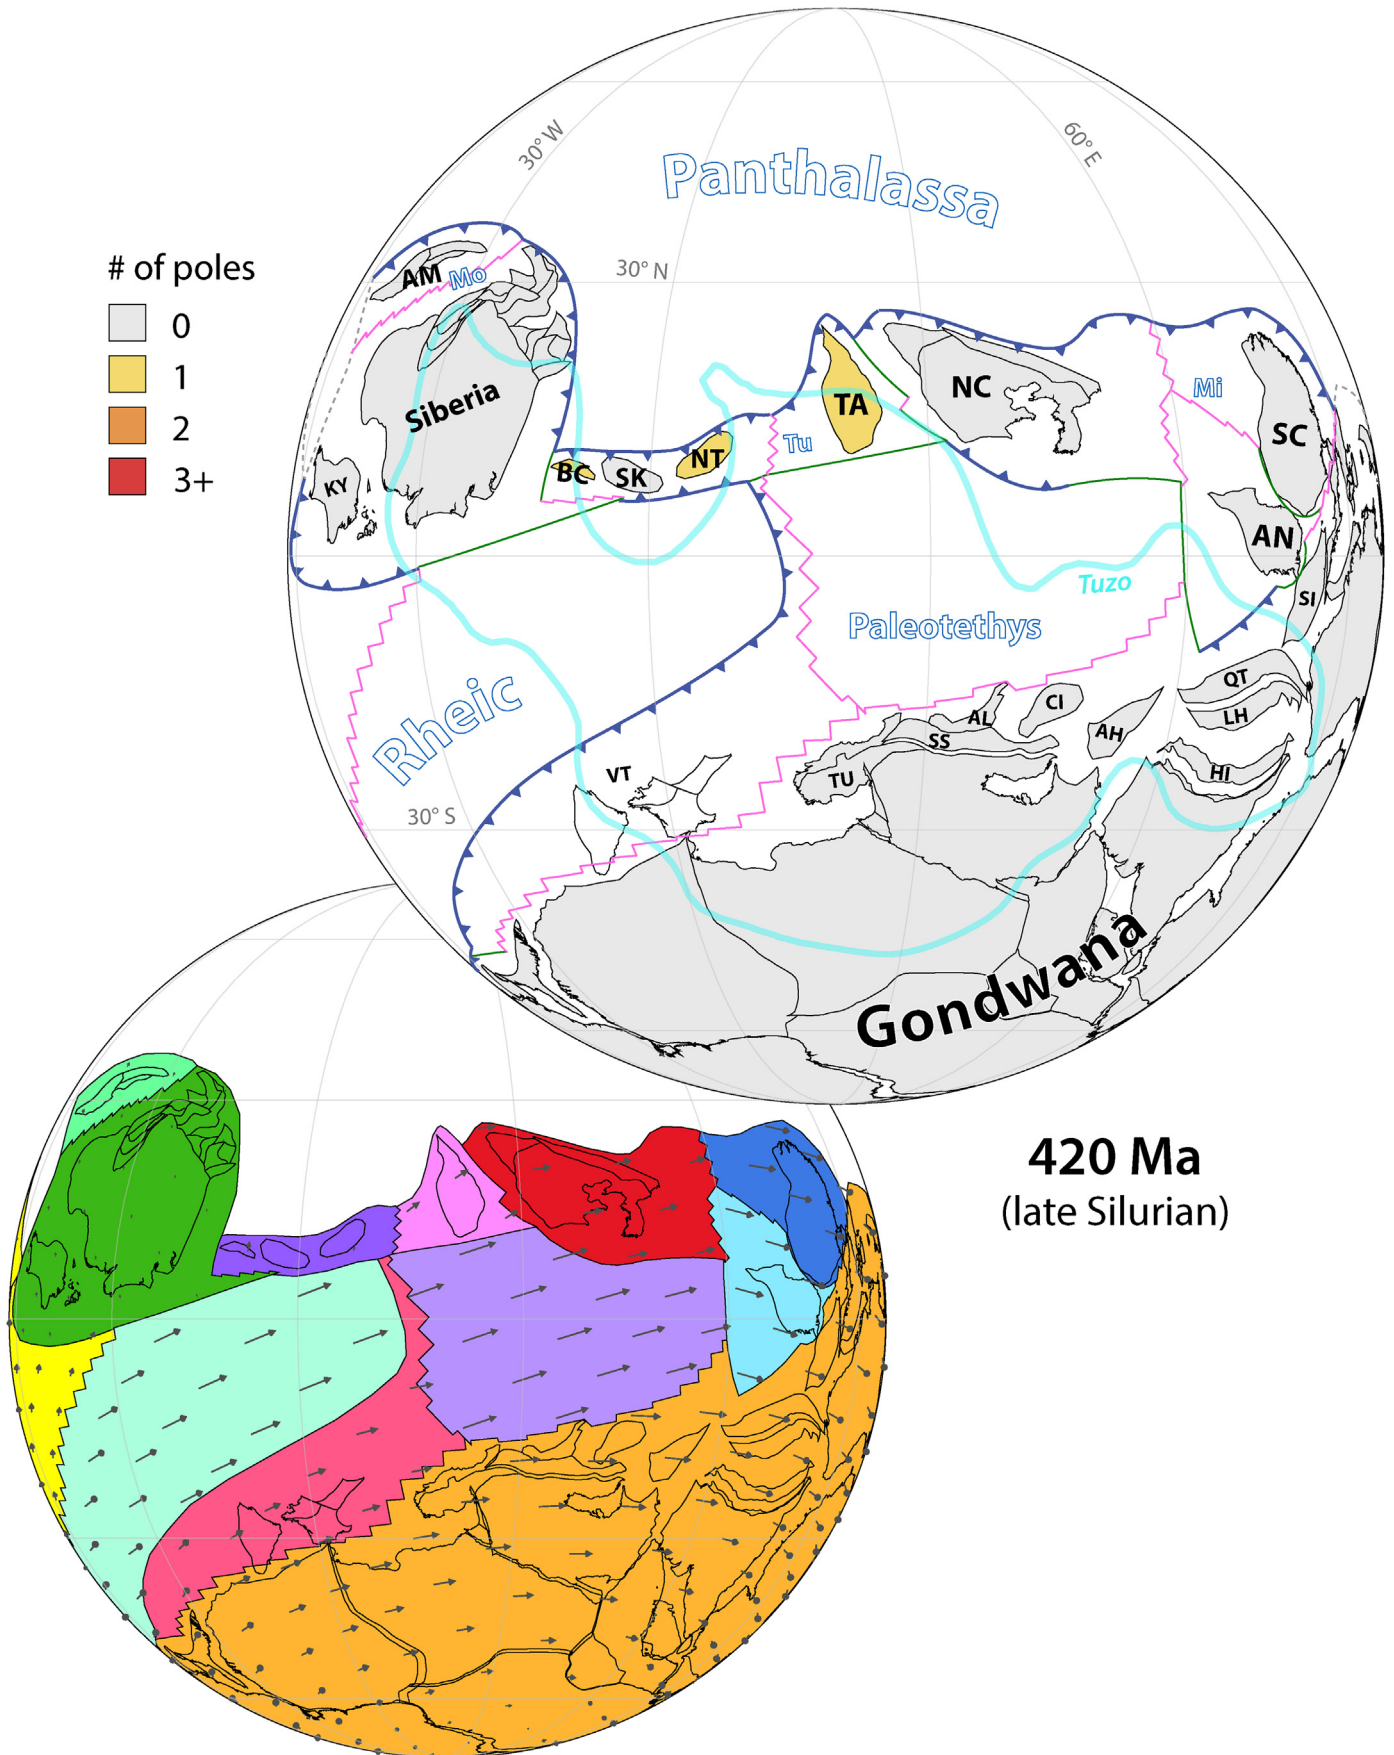 30° W
60° E
Panthalassa
# of poles
0
1
2
3+
30° N
AM
Mo
Siberia
KY
BC
SK
NT
Tu
TA
NC
Mi
SC
AN
SI
Tuzo
Paleotethys
Rheic
QT
LH
CI
AL
AH
SS
HI
VT
TU
30° S
Gondwana
420 Ma
(late Silurian)